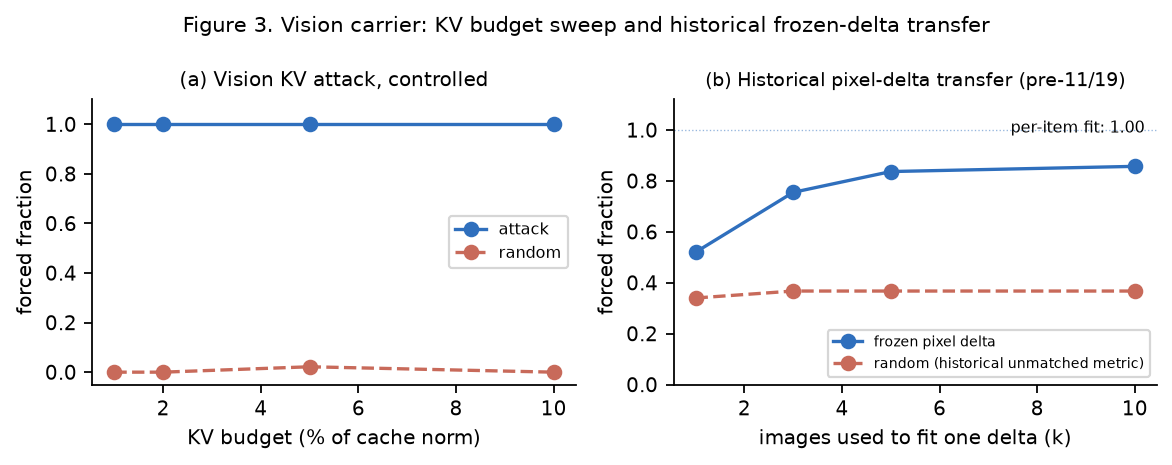 Figure 3. Vision carrier: KV budget sweep and historical frozen-delta transfer
(a) Vision KV attack, controlled
forced fraction
1.0
0.8
0.6
0.4
0.2
0.0
attack
random
2
4
6
8
10
KV budget (% of cache norm)
(b) Historical pixel-delta transfer (pre-11/19)
forced fraction
1.0
0.8
0.6
0.4
0.2
0.0
per-item fit: 1.00
frozen pixel delta
random (historical unmatched metric)
2
4
6
8
10
images used to fit one delta (k)